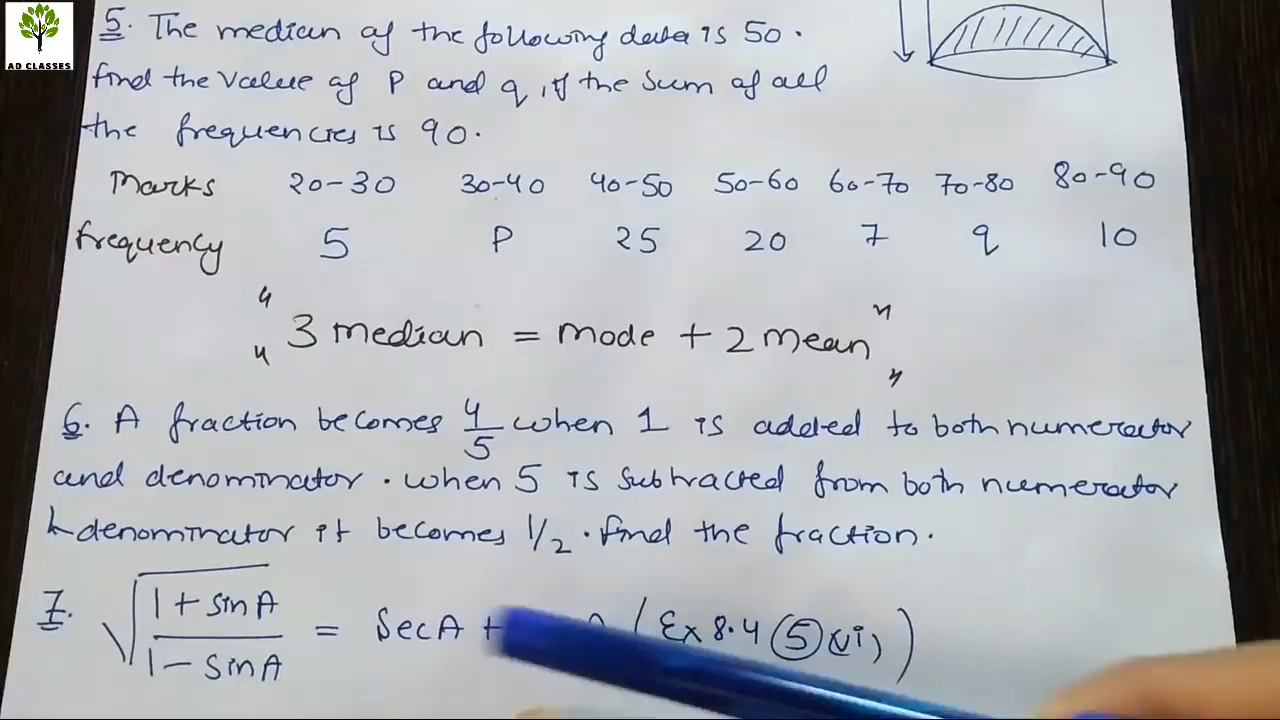 AD CLASSES
5. The median of the following data is 50.
find the value of P and q, if the sum of all
the frequencies is 90.
Marks 20-30 30-40 40-50 50-60 60-70 70-80 80-90
frequency 5 P 25 20 7 q 10
" 3 median = mode + 2 mean "
6. A fraction becomes 4/5 when 1 is added to both numerator
and denominator. when 5 is subtracted from both numerator
& denominator it becomes 1/2. find the fraction.
7. √(1 + sinA / 1 - sinA) = SecA + A (Ex 8.4 (5) (vi))